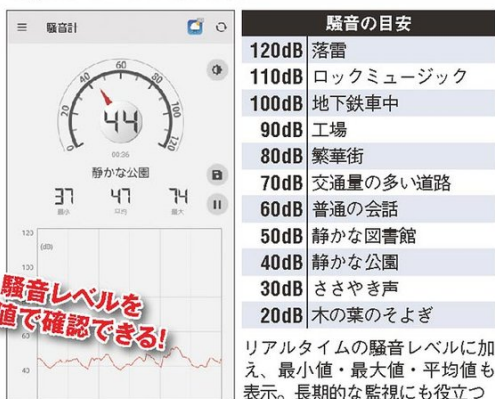 騒音計
60
40
80
20
100
0
120
44
00:36
静かな公園
37
47
74
最小
平均
最大
120
(dB)
100
40
騒音レベルを
値で確認できる!
騒音の目安
120dB 落雷
110dB ロックミュージック
100dB 地下鉄車中
90dB 工場
80dB 繁華街
70dB 交通量の多い道路
60dB 普通の会話
50dB 静かな図書館
40dB 静かな公園
30dB ささやき声
20dB 木の葉のそよぎ
リアルタイムの騒音レベルに加
え、最小値・最大値・平均値も
表示。長期的な監視にも役立つ